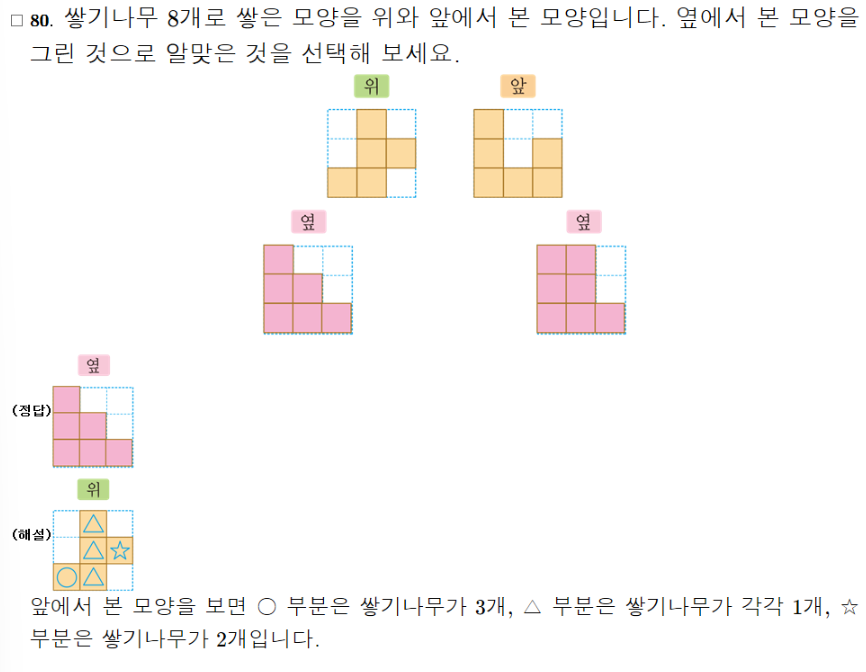 □ 80. 쌓기나무 8개로 쌓은 모양을 위와 앞에서 본 모양입니다. 옆에서 본 모양을
그린 것으로 알맞은 것을 선택해 보세요.
위 앞
옆 옆
옆
(정답)
위
(해설)
앞에서 본 모양을 보면 ○ 부분은 쌓기나무가 3개, △ 부분은 쌓기나무가 각각 1개, ☆
부분은 쌓기나무가 2개입니다.